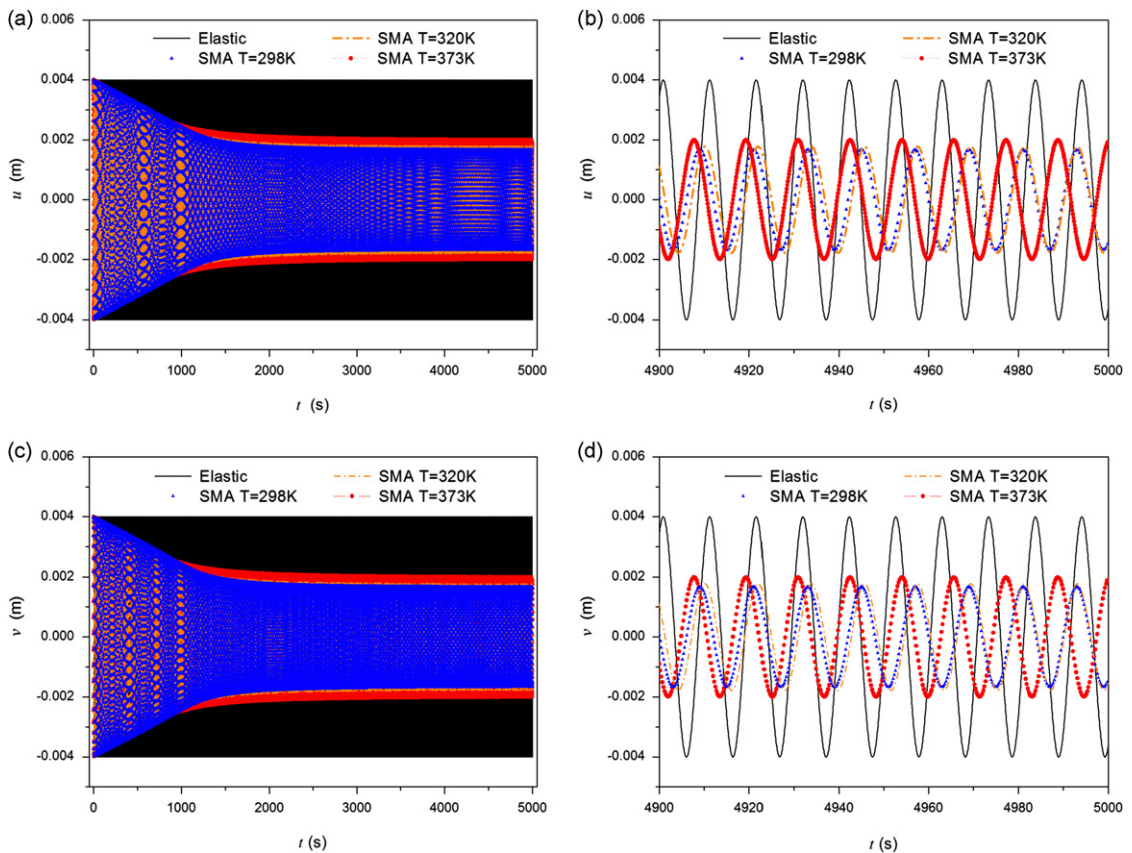 (a)
0.006
0.004
0.002
0.000
-0.002
-0.004
u (m)
Elastic
SMA T=320K
SMA T=298K
SMA T=373K
0 1000 2000 3000 4000 5000
t (s)
(b)
0.006
0.004
0.002
0.000
-0.002
-0.004
u (m)
Elastic
SMA T=320K
SMA T=298K
SMA T=373K
4900 4920 4940 4960 4980 5000
t (s)
(c)
0.006
0.004
0.002
0.000
-0.002
-0.004
v (m)
Elastic
SMA T=320K
SMA T=298K
SMA T=373K
0 1000 2000 3000 4000 5000
t (s)
(d)
0.006
0.004
0.002
0.000
-0.002
-0.004
v (m)
Elastic
SMA T=320K
SMA T=298K
SMA T=373K
4900 4920 4940 4960 4980 5000
t (s)